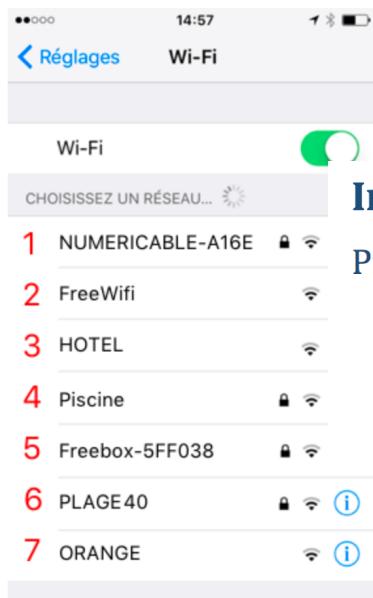 14:57
Réglages Wi-Fi
Wi-Fi
CHOISISSEZ UN RÉSEAU...
1 NUMERICABLE-A16E
2 FreeWifi
3 HOTEL
4 Piscine
5 Freebox-5FF038
6 PLAGE40
7 ORANGE